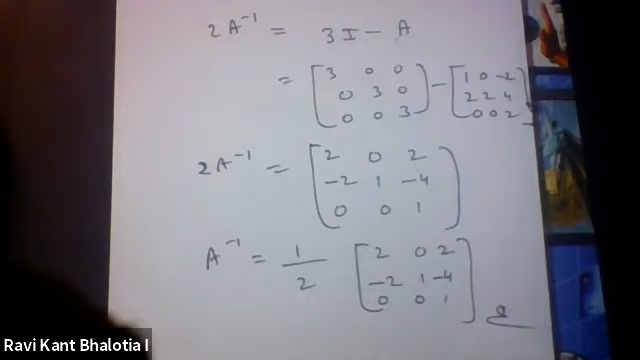 2A⁻¹ = 3I - A
= [3 0 0] - [1 0 -2]
0 3 0 2 2 4
0 0 3 0 0 2
2A⁻¹ = [2 0 2]
-2 1 -4
0 0 1
A⁻¹ = 1/2 [2 0 2]
-2 1 -4
0 0 1
Ravi Kant Bhalotia I